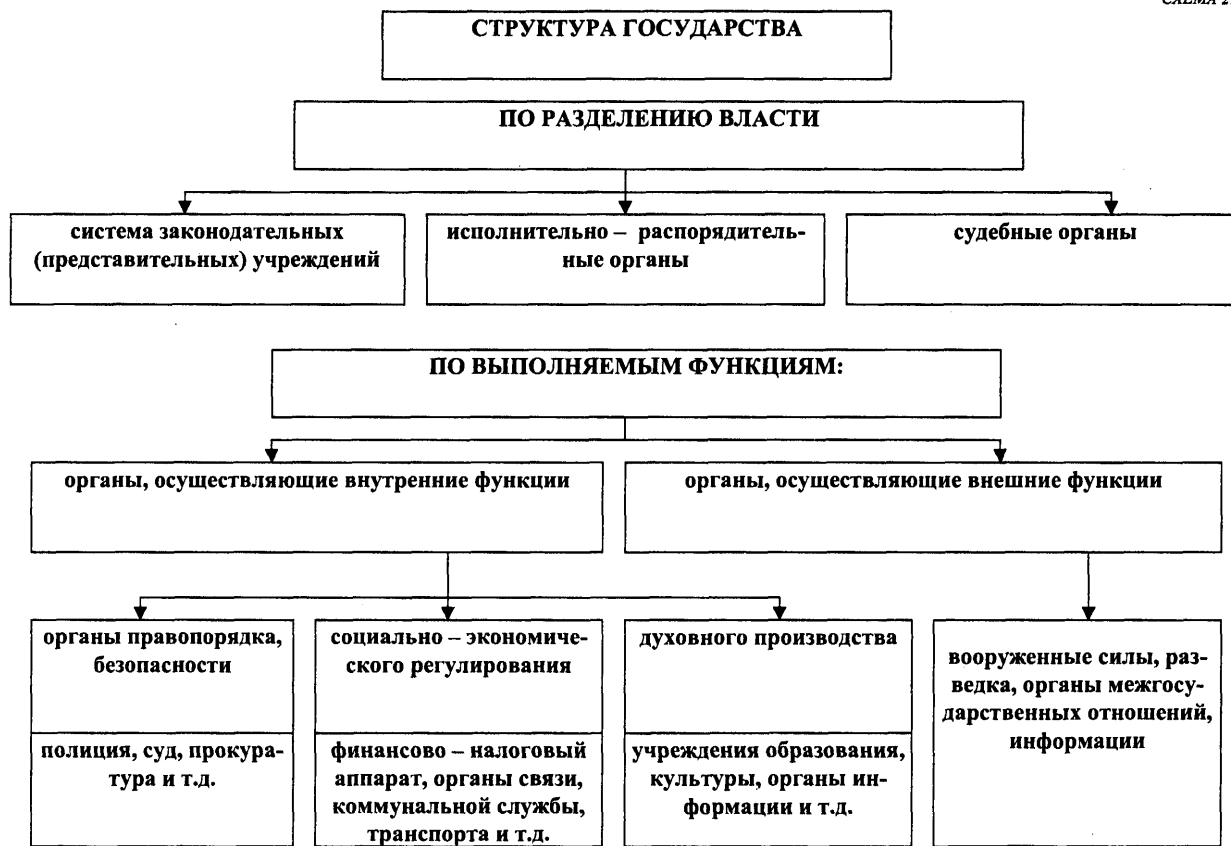 СХЕМА 2
СТРУКТУРА ГОСУДАРСТВА
ПО РАЗДЕЛЕНИЮ ВЛАСТИ
система законодательных
(представительных) учреждений
исполнительно – распорядитель-
ные органы
судебные органы
ПО ВЫПОЛНЯЕМЫМ ФУНКЦИЯМ:
органы, осуществляющие внутренние функции
органы, осуществляющие внешние функции
органы правопорядка,
безопасности
социально – экономиче-
ского регулирования
духовного производства
вооруженные силы, раз-
ведка, органы межгосу-
дарственных отношений,
информации
полиция, суд, прокура-
тура и т.д.
финансово – налоговый
аппарат, органы связи,
коммунальной службы,
транспорта и т.д.
учреждения образования,
культуры, органы ин-
формации и т.д.